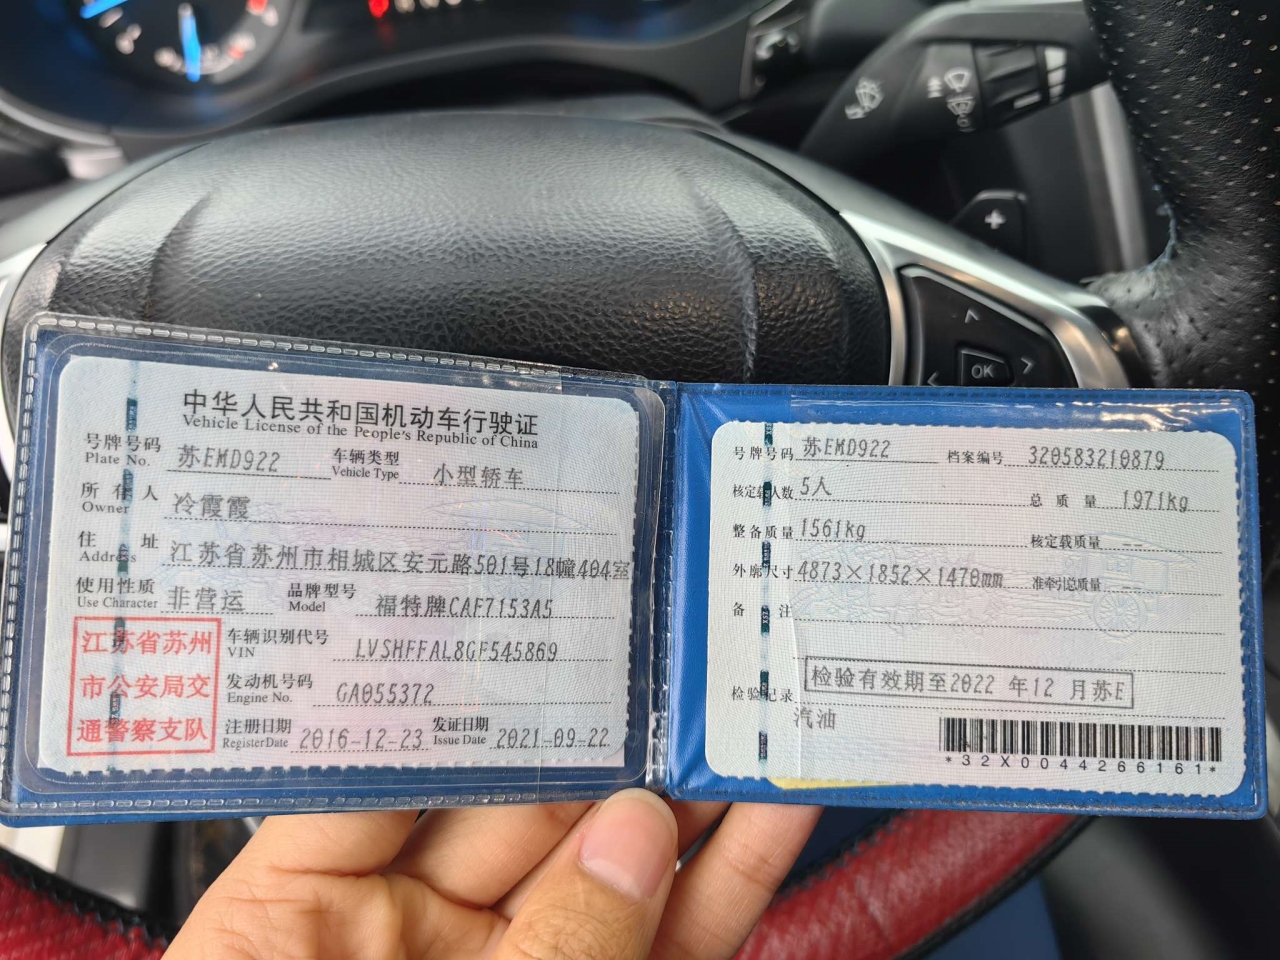 中华人民共和国机动车行驶证
Vehicle License of the People's Republic of China
号牌号码 Plate No. 苏EMD922 车辆类型 Vehicle Type 小型轿车
所有人 Owner 冷霞霞
住址 Address 江苏省苏州市相城区安元路501号18幢404室
使用性质 Use Character 非营运 品牌型号 Model 福特牌CAF7153A5
江苏省苏州
市公安局交
通警察支队
车辆识别代号 VIN LVSHFFAL8GF545869
发动机号码 Engine No. GA055372
注册日期 Register Date 2016-12-23 发证日期 Issue Date 2021-09-22
号牌号码 苏EMD922 档案编号 320583210879
核定载人数 5人 总质量 1971kg
整备质量 1561kg 核定载质量
外廓尺寸 4873×1852×1470mm 准牵引总质量
备注
检验记录 检验有效期至2022 年12 月苏E
汽油
*32X0044266161*
OK